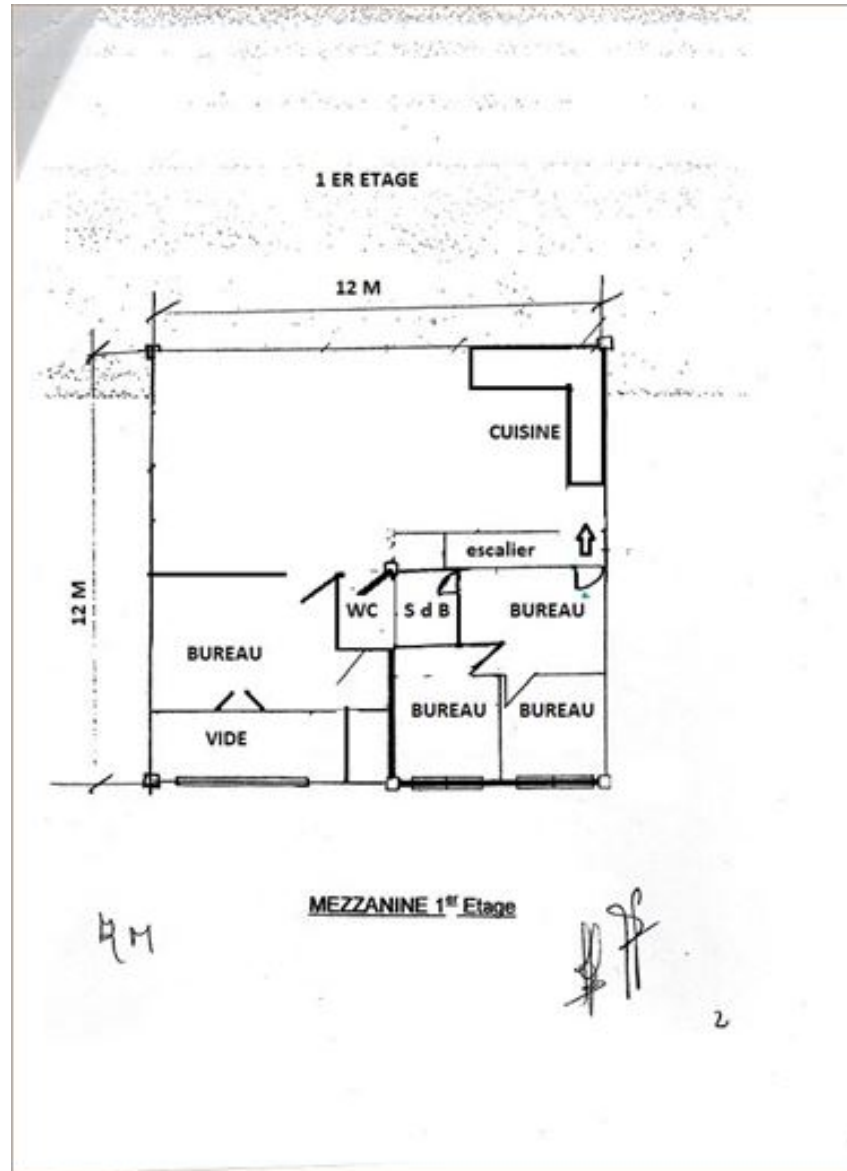 1 ER ETAGE
12 M
CUISINE
escalier
12 M
WC
S d B
BUREAU
BUREAU
BUREAU
BUREAU
VIDE
MEZZANINE 1er Etage
2